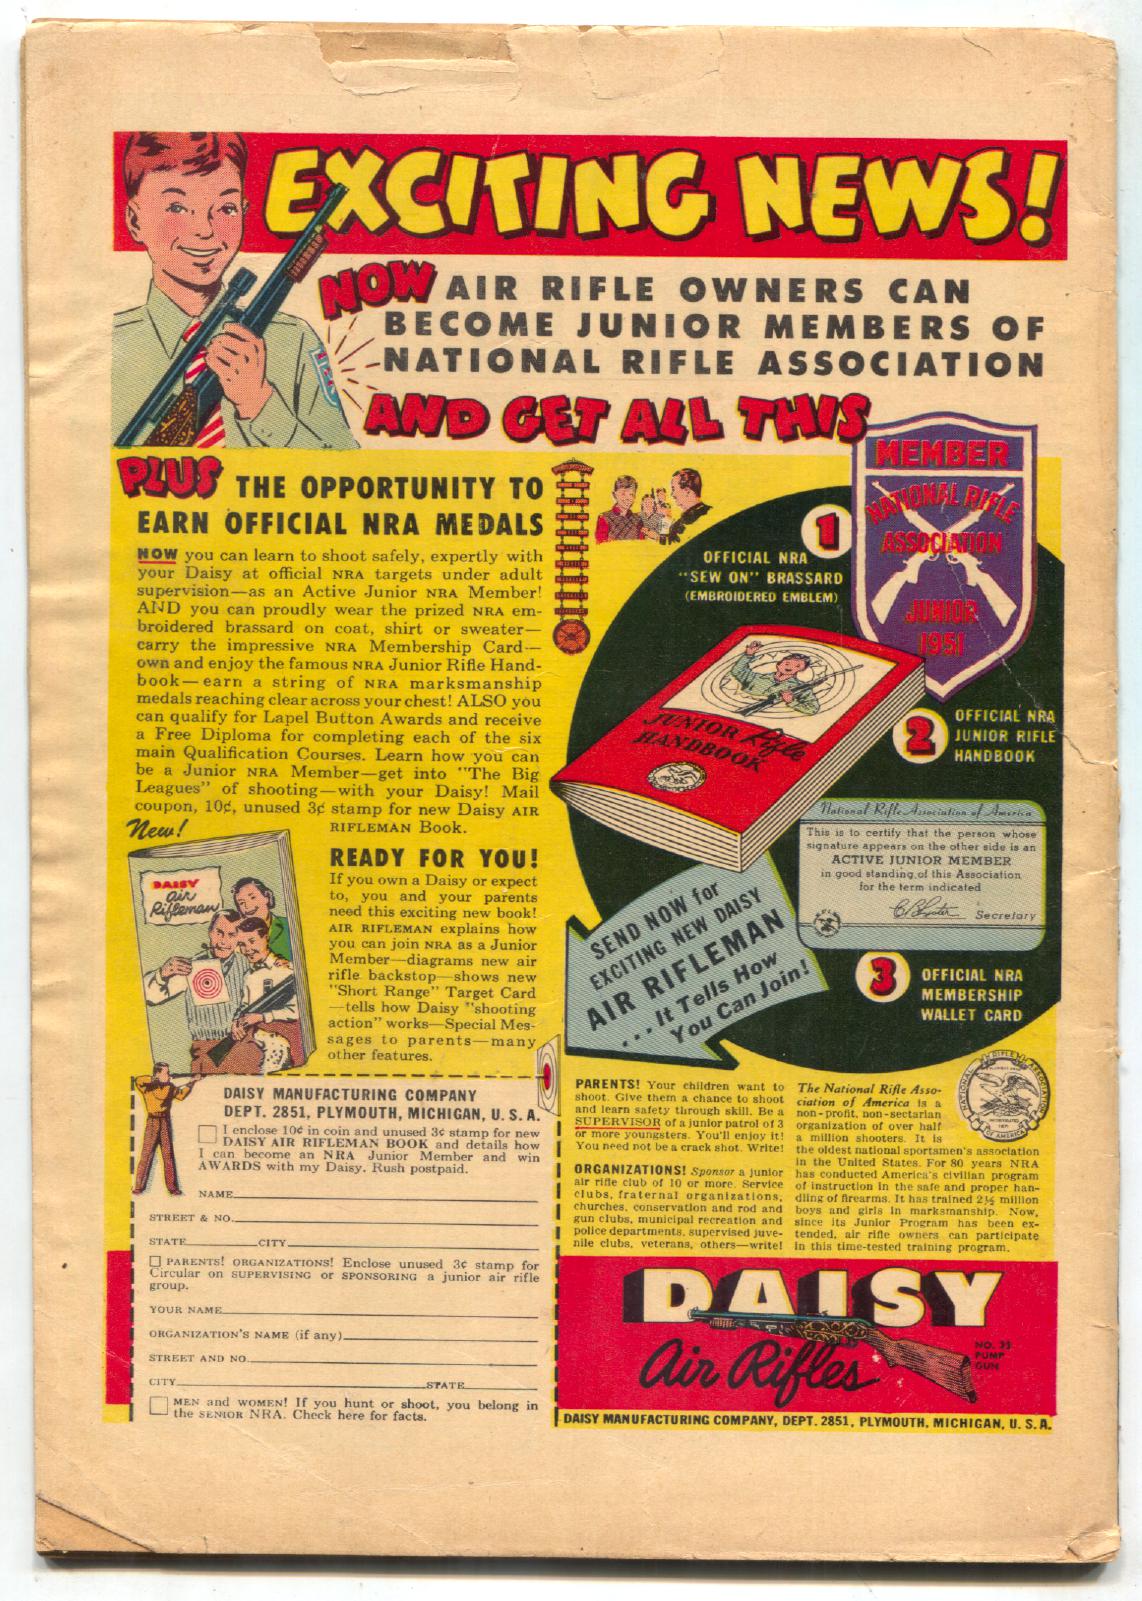 EXCITING NEWS!
NOW AIR RIFLE OWNERS CAN
BECOME JUNIOR MEMBERS OF
NATIONAL RIFLE ASSOCIATION
AND GET ALL THIS
PLUS THE OPPORTUNITY TO
EARN OFFICIAL NRA MEDALS
NOW you can learn to shoot safely, expertly with
your Daisy at official NRA targets under adult
supervision—as an Active Junior NRA Member!
AND you can proudly wear the prized NRA em-
broidered brassard on coat, shirt or sweater—
carry the impressive NRA Membership Card—
own and enjoy the famous NRA Junior Rifle Hand-
book—earn a string of NRA marksmanship
medals reaching clear across your chest! ALSO you
can qualify for Lapel Button Awards and receive
a Free Diploma for completing each of the six
main Qualification Courses. Learn how you can
be a Junior NRA Member—get into "The Big
Leagues" of shooting—with your Daisy! Mail
coupon, 10¢, unused 3¢ stamp for new Daisy AIR
RIFLEMAN Book.
New!
DAISY
Air
Rifleman
READY FOR YOU!
If you own a Daisy or expect
to, you and your parents
need this exciting new book!
AIR RIFLEMAN explains how
you can join NRA as a Junior
Member—diagrams new air
rifle backstop—shows new
"Short Range" Target Card
—tells how Daisy "shooting
action" works—Special Mes-
sages to parents—many
other features.
MEMBER
NATIONAL RIFLE
ASSOCIATION
JUNIOR
1951
1
OFFICIAL NRA
"SEW ON" BRASSARD
(EMBROIDERED EMBLEM)
JUNIOR Rifle
HANDBOOK
2
OFFICIAL NRA
JUNIOR RIFLE
HANDBOOK
National Rifle Association of America
This is to certify that the person whose
signature appears on the other side is an
ACTIVE JUNIOR MEMBER
in good standing of this Association
for the term indicated
Secretary
3
OFFICIAL NRA
MEMBERSHIP
WALLET CARD
SEND NOW for
EXCITING NEW DAISY
AIR RIFLEMAN
. . It Tells How
You Can Join!
DAISY MANUFACTURING COMPANY
DEPT. 2851, PLYMOUTH, MICHIGAN, U. S. A.
I enclose 10¢ in coin and unused 3¢ stamp for new
DAISY AIR RIFLEMAN BOOK and details how
I can become an NRA Junior Member and win
AWARDS with my Daisy. Rush postpaid.
NAME
STREET & NO.
STATE CITY
PARENTS! ORGANIZATIONS! Enclose unused 3¢ stamp for
Circular on SUPERVISING or SPONSORING a junior air rifle
group.
YOUR NAME
ORGANIZATION'S NAME (if any)
STREET AND NO.
CITY STATE
MEN and WOMEN! If you hunt or shoot, you belong in
the SENIOR NRA. Check here for facts.
PARENTS! Your children want to
shoot. Give them a chance to shoot
and learn safety through skill. Be a
SUPERVISOR of a junior patrol of 3
or more youngsters. You'll enjoy it!
You need not be a crack shot. Write!
ORGANIZATIONS! Sponsor a junior
air rifle club of 10 or more. Service
clubs, fraternal organizations,
churches, conservation and rod and
gun clubs, municipal recreation and
police departments, supervised juve-
nile clubs, veterans, others—write!
The National Rifle Asso-
ciation of America is a
non-profit, non-sectarian
organization of over half
a million shooters. It is
the oldest national sportsmen's association
in the United States. For 80 years NRA
has conducted America's civilian program
of instruction in the safe and proper han-
dling of firearms. It has trained 2½ million
boys and girls in marksmanship. Now,
since its Junior Program has been ex-
tended, air rifle owners can participate
in this time-tested training program.
NATIONAL RIFLE ASSOCIATION
OF AMERICA
DAISY
Air Rifles
PUMP
GUN
DAISY MANUFACTURING COMPANY, DEPT. 2851, PLYMOUTH, MICHIGAN, U. S. A.